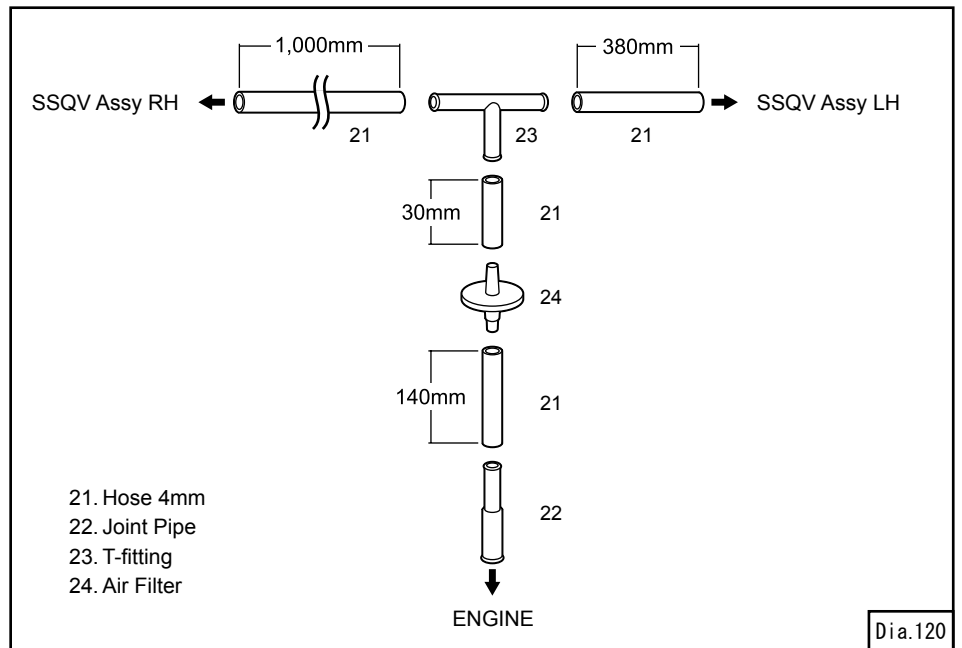 1,000mm
380mm
SSQV Assy RH
SSQV Assy LH
21
23
21
30mm
21
24
140mm
21
22
21. Hose 4mm
22. Joint Pipe
23. T-fitting
24. Air Filter
ENGINE
Dia.120